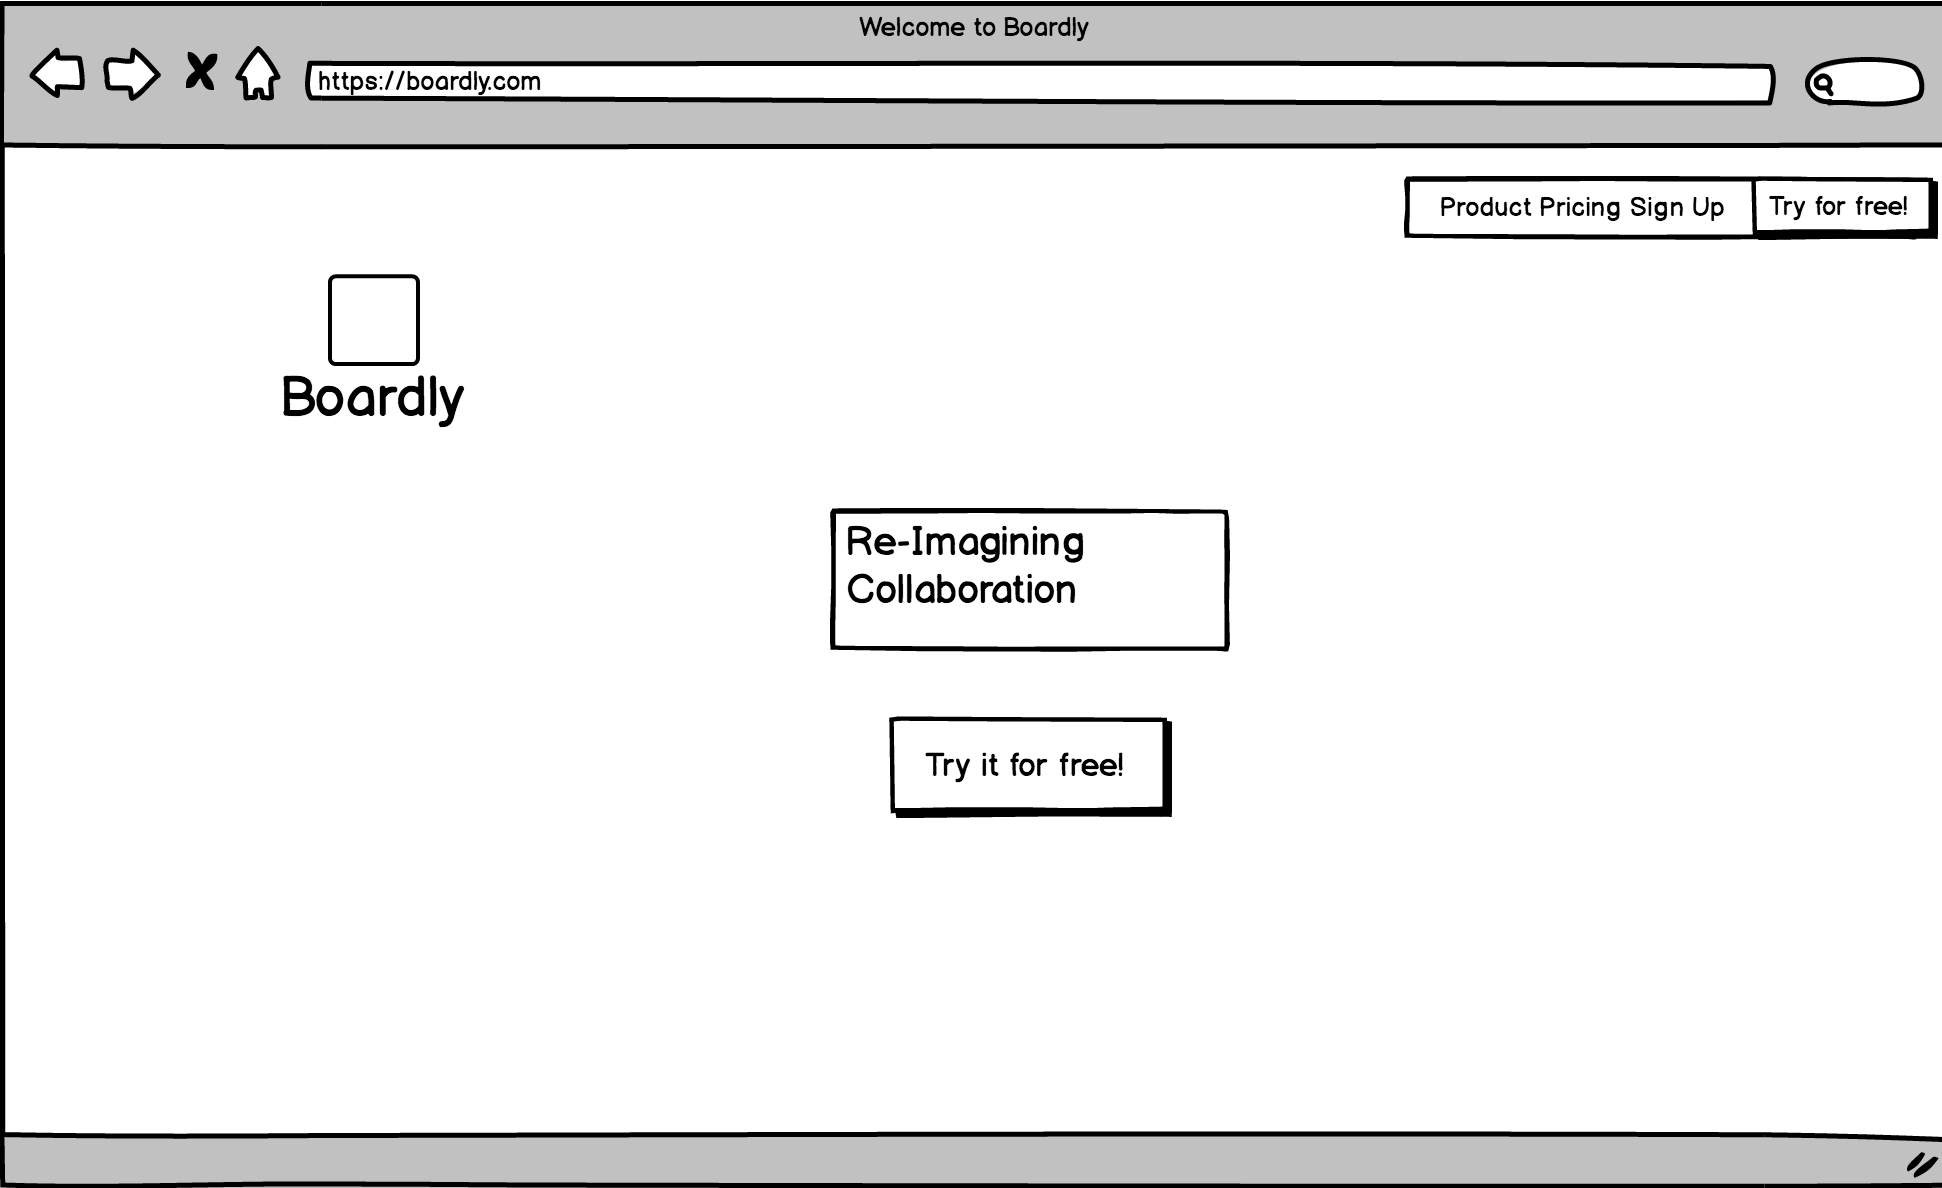 Welcome to Boardly
https://boardly.com
Product Pricing Sign Up
Try for free!
Boardly
Re-Imagining
Collaboration
Try it for free!